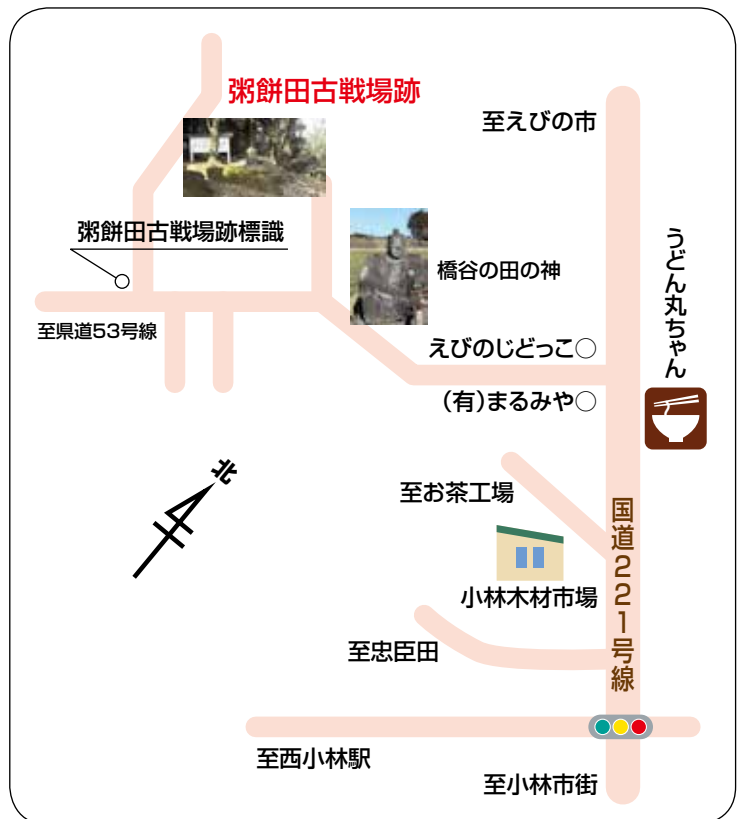 粥餅田古戦場跡
至えびの市
粥餅田古戦場跡標識
橋谷の田の神
うどん丸ちゃん
至県道53号線
えびのじどっこ○
(有)まるみや○
北
至お茶工場
国道221号線
小林木材市場
至忠臣田
至西小林駅
至小林市街